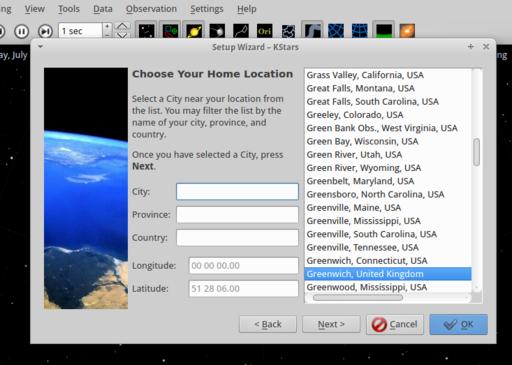 ng View Tools Data Observation Settings Help
1 sec
Ori
Setup Wizard – KStars
ay, July
ng
Choose Your Home Location
Select a City near your location from
the list. You may filter the list by the
name of your city, province, and
country.
Once you have selected a City, press
Next.
City:
Province:
Country:
Longitude: 00 00 00.00
Latitude: 51 28 06.00
Grass Valley, California, USA
Great Falls, Montana, USA
Great Falls, South Carolina, USA
Greeley, Colorado, USA
Green Bank Obs., West Virginia, USA
Green Bay, Wisconsin, USA
Green River, Utah, USA
Green River, Wyoming, USA
Greenbelt, Maryland, USA
Greensboro, North Carolina, USA
Greenville, Maine, USA
Greenville, Mississippi, USA
Greenville, South Carolina, USA
Greenville, Tennessee, USA
Greenwich, Connecticut, USA
Greenwich, United Kingdom
Greenwood, Mississippi, USA
< Back Next > Cancel OK